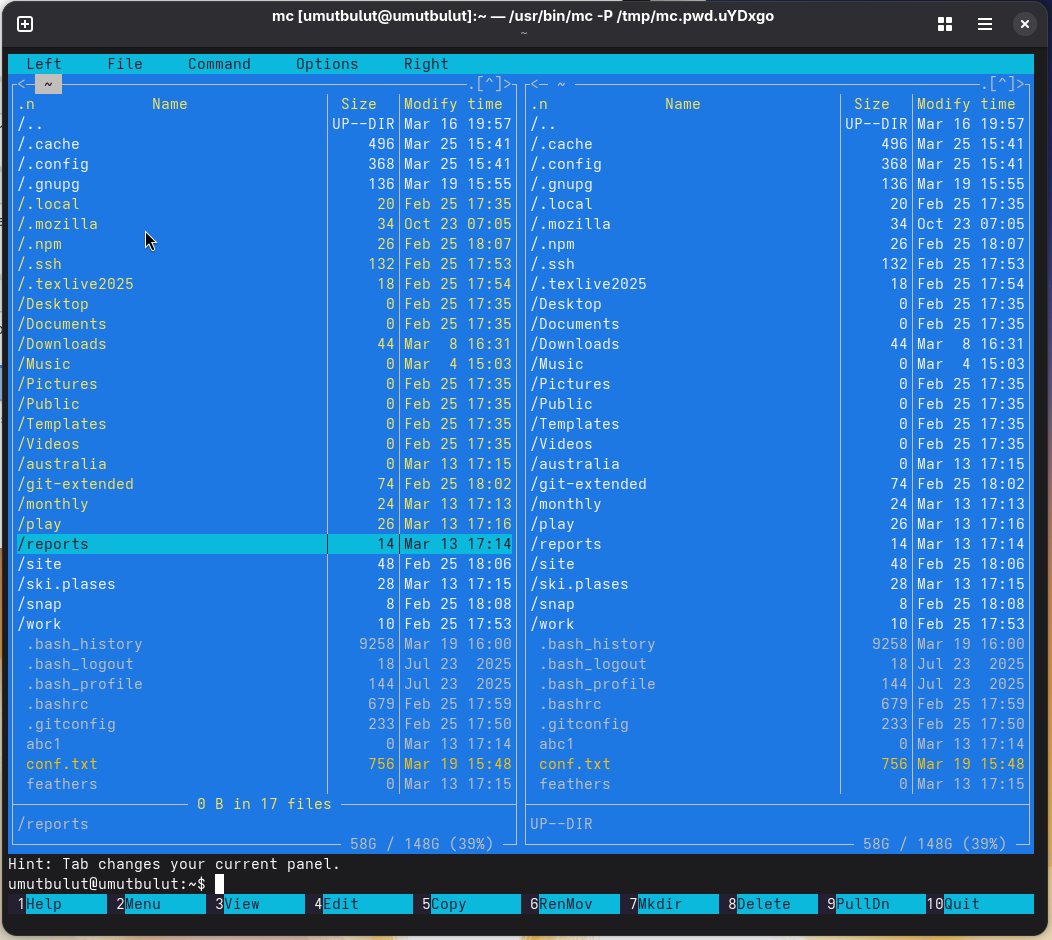 mc [umutbulut@umutbulut]:~ — /usr/bin/mc -P /tmp/mc.pwd.uYDxgo
~
Left File Command Options Right
<─ ~ .[^]> <─ ~ .[^]>
.n Name Size Modify time .n Name Size Modify time
/.. UP--DIR Mar 16 19:57 /.. UP--DIR Mar 16 19:57
/.cache 496 Mar 25 15:41 /.cache 496 Mar 25 15:41
/.config 368 Mar 25 15:41 /.config 368 Mar 25 15:41
/.gnupg 136 Mar 19 15:55 /.gnupg 136 Mar 19 15:55
/.local 20 Feb 25 17:35 /.local 20 Feb 25 17:35
/.mozilla 34 Oct 23 07:05 /.mozilla 34 Oct 23 07:05
/.npm 26 Feb 25 18:07 /.npm 26 Feb 25 18:07
/.ssh 132 Feb 25 17:53 /.ssh 132 Feb 25 17:53
/.texlive2025 18 Feb 25 17:54 /.texlive2025 18 Feb 25 17:54
/Desktop 0 Feb 25 17:35 /Desktop 0 Feb 25 17:35
/Documents 0 Feb 25 17:35 /Documents 0 Feb 25 17:35
/Downloads 44 Mar 8 16:31 /Downloads 44 Mar 8 16:31
/Music 0 Mar 4 15:03 /Music 0 Mar 4 15:03
/Pictures 0 Feb 25 17:35 /Pictures 0 Feb 25 17:35
/Public 0 Feb 25 17:35 /Public 0 Feb 25 17:35
/Templates 0 Feb 25 17:35 /Templates 0 Feb 25 17:35
/Videos 0 Feb 25 17:35 /Videos 0 Feb 25 17:35
/australia 0 Mar 13 17:15 /australia 0 Mar 13 17:15
/git-extended 74 Feb 25 18:02 /git-extended 74 Feb 25 18:02
/monthly 24 Mar 13 17:13 /monthly 24 Mar 13 17:13
/play 26 Mar 13 17:16 /play 26 Mar 13 17:16
/reports 14 Mar 13 17:14 /reports 14 Mar 13 17:14
/site 48 Feb 25 18:06 /site 48 Feb 25 18:06
/ski.plases 28 Mar 13 17:15 /ski.plases 28 Mar 13 17:15
/snap 8 Feb 25 18:08 /snap 8 Feb 25 18:08
/work 10 Feb 25 17:53 /work 10 Feb 25 17:53
.bash_history 9258 Mar 19 16:00 .bash_history 9258 Mar 19 16:00
.bash_logout 18 Jul 23 2025 .bash_logout 18 Jul 23 2025
.bash_profile 144 Jul 23 2025 .bash_profile 144 Jul 23 2025
.bashrc 679 Feb 25 17:59 .bashrc 679 Feb 25 17:59
.gitconfig 233 Feb 25 17:50 .gitconfig 233 Feb 25 17:50
abc1 0 Mar 13 17:14 abc1 0 Mar 13 17:14
conf.txt 756 Mar 19 15:48 conf.txt 756 Mar 19 15:48
feathers 0 Mar 13 17:15 feathers 0 Mar 13 17:15
0 B in 17 files
/reports UP--DIR
58G / 148G (39%) 58G / 148G (39%)
Hint: Tab changes your current panel.
umutbulut@umutbulut:~$
1Help 2Menu 3View 4Edit 5Copy 6RenMov 7Mkdir 8Delete 9PullDn 10Quit